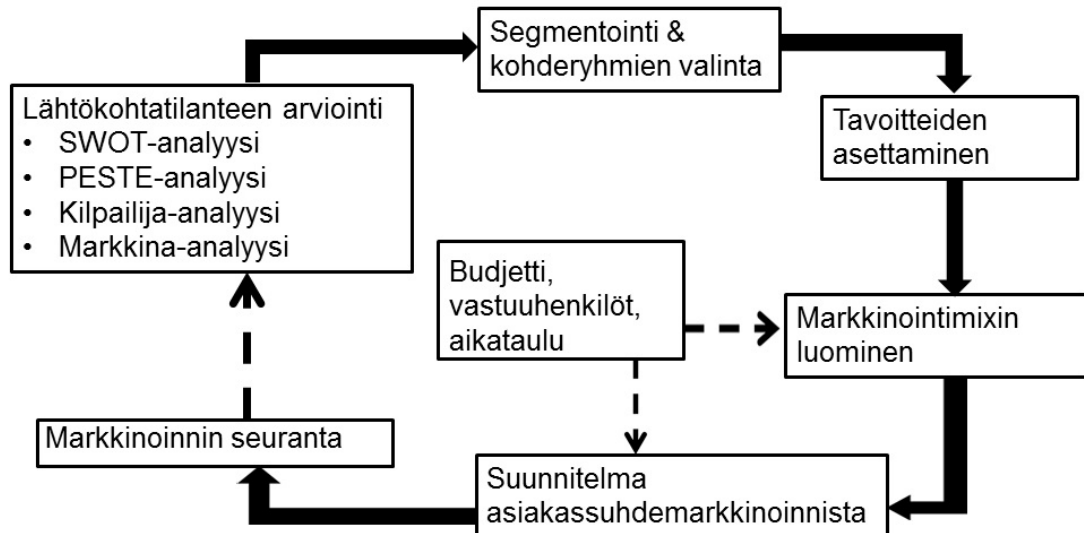 Segmentointi &
kohderyhmien valinta
Lähtökohtatilanteen arviointi
• SWOT-analyysi
• PESTE-analyysi
• Kilpailija-analyysi
• Markkina-analyysi
Tavoitteiden
asettaminen
Budjetti,
vastuuhenkilöt,
aikataulu
Markkinointimixin
luominen
Markkinoinnin seuranta
Suunnitelma
asiakassuhdemarkkinoinnista